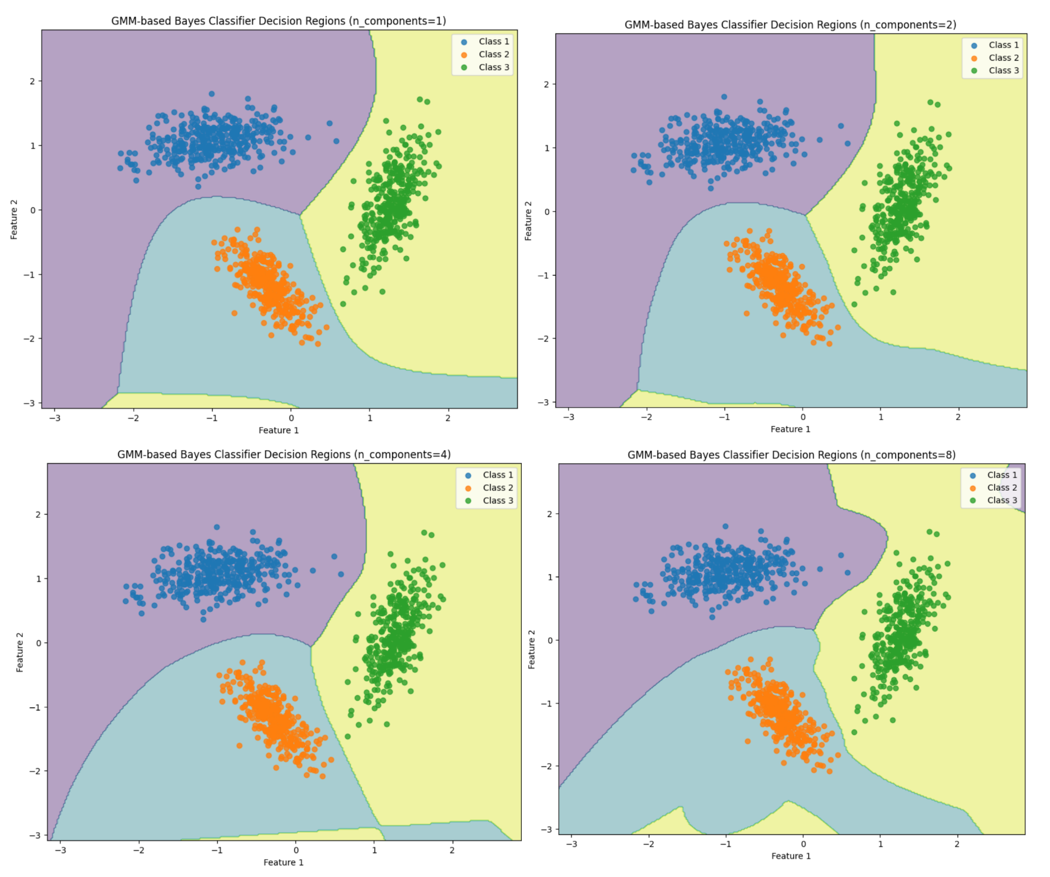 GMM-based Bayes Classifier Decision Regions (n_components=1)
Class 1
Class 2
Class 3
2
1
0
−1
−2
−3
Feature 2
−3 −2 −1 0 1 2
Feature 1
GMM-based Bayes Classifier Decision Regions (n_components=2)
Class 1
Class 2
Class 3
2
1
0
−1
−2
−3
Feature 2
−3 −2 −1 0 1 2
Feature 1
GMM-based Bayes Classifier Decision Regions (n_components=4)
Class 1
Class 2
Class 3
2
1
0
−1
−2
−3
Feature 2
−3 −2 −1 0 1 2
Feature 1
GMM-based Bayes Classifier Decision Regions (n_components=8)
Class 1
Class 2
Class 3
2
1
0
−1
−2
−3
Feature 2
−3 −2 −1 0 1 2
Feature 1